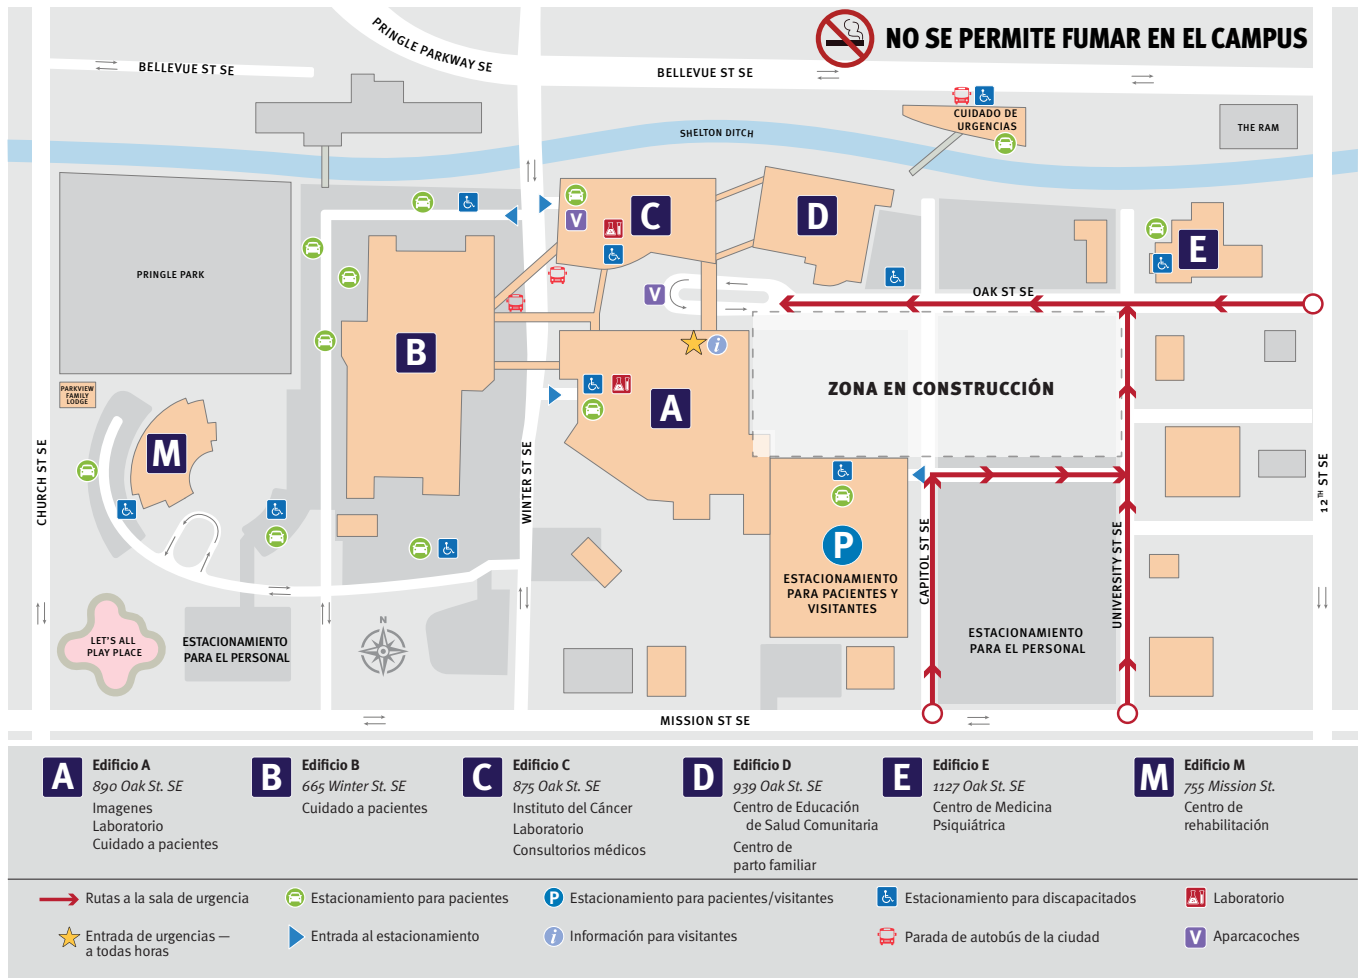 NO SE PERMITE FUMAR EN EL CAMPUS
PRINGLE PARKWAY SE
BELLEVUE ST SE
BELLEVUE ST SE
CUIDADO DE
URGENCIAS
THE RAM
SHELTON DITCH
C
D
E
PRINGLE PARK
V
V
OAK ST SE
i
B
A
ZONA EN CONSTRUCCIÓN
PARKVIEW
FAMILY
LODGE
M
CHURCH ST SE
WINTER ST SE
12TH ST SE
P
ESTACIONAMIENTO
PARA PACIENTES Y
VISITANTES
CAPITOL ST SE
UNIVERSITY ST SE
N
LET'S ALL
PLAY PLACE
ESTACIONAMIENTO
PARA EL PERSONAL
ESTACIONAMIENTO
PARA EL PERSONAL
MISSION ST SE
A
Edificio A
890 Oak St. SE
Imagenes
Laboratorio
Cuidado a pacientes
B
Edificio B
665 Winter St. SE
Cuidado a pacientes
C
Edificio C
875 Oak St. SE
Instituto del Cáncer
Laboratorio
Consultorios médicos
D
Edificio D
939 Oak St. SE
Centro de Educación
de Salud Comunitaria
Centro de
parto familiar
E
Edificio E
1127 Oak St. SE
Centro de Medicina
Psiquiátrica
M
Edificio M
755 Mission St.
Centro de
rehabilitación
Rutas a la sala de urgencia
Estacionamiento para pacientes
P Estacionamiento para pacientes/visitantes
Estacionamiento para discapacitados
Laboratorio
Entrada de urgencias —
a todas horas
Entrada al estacionamiento
i Información para visitantes
Parada de autobús de la ciudad
V Aparcacoches